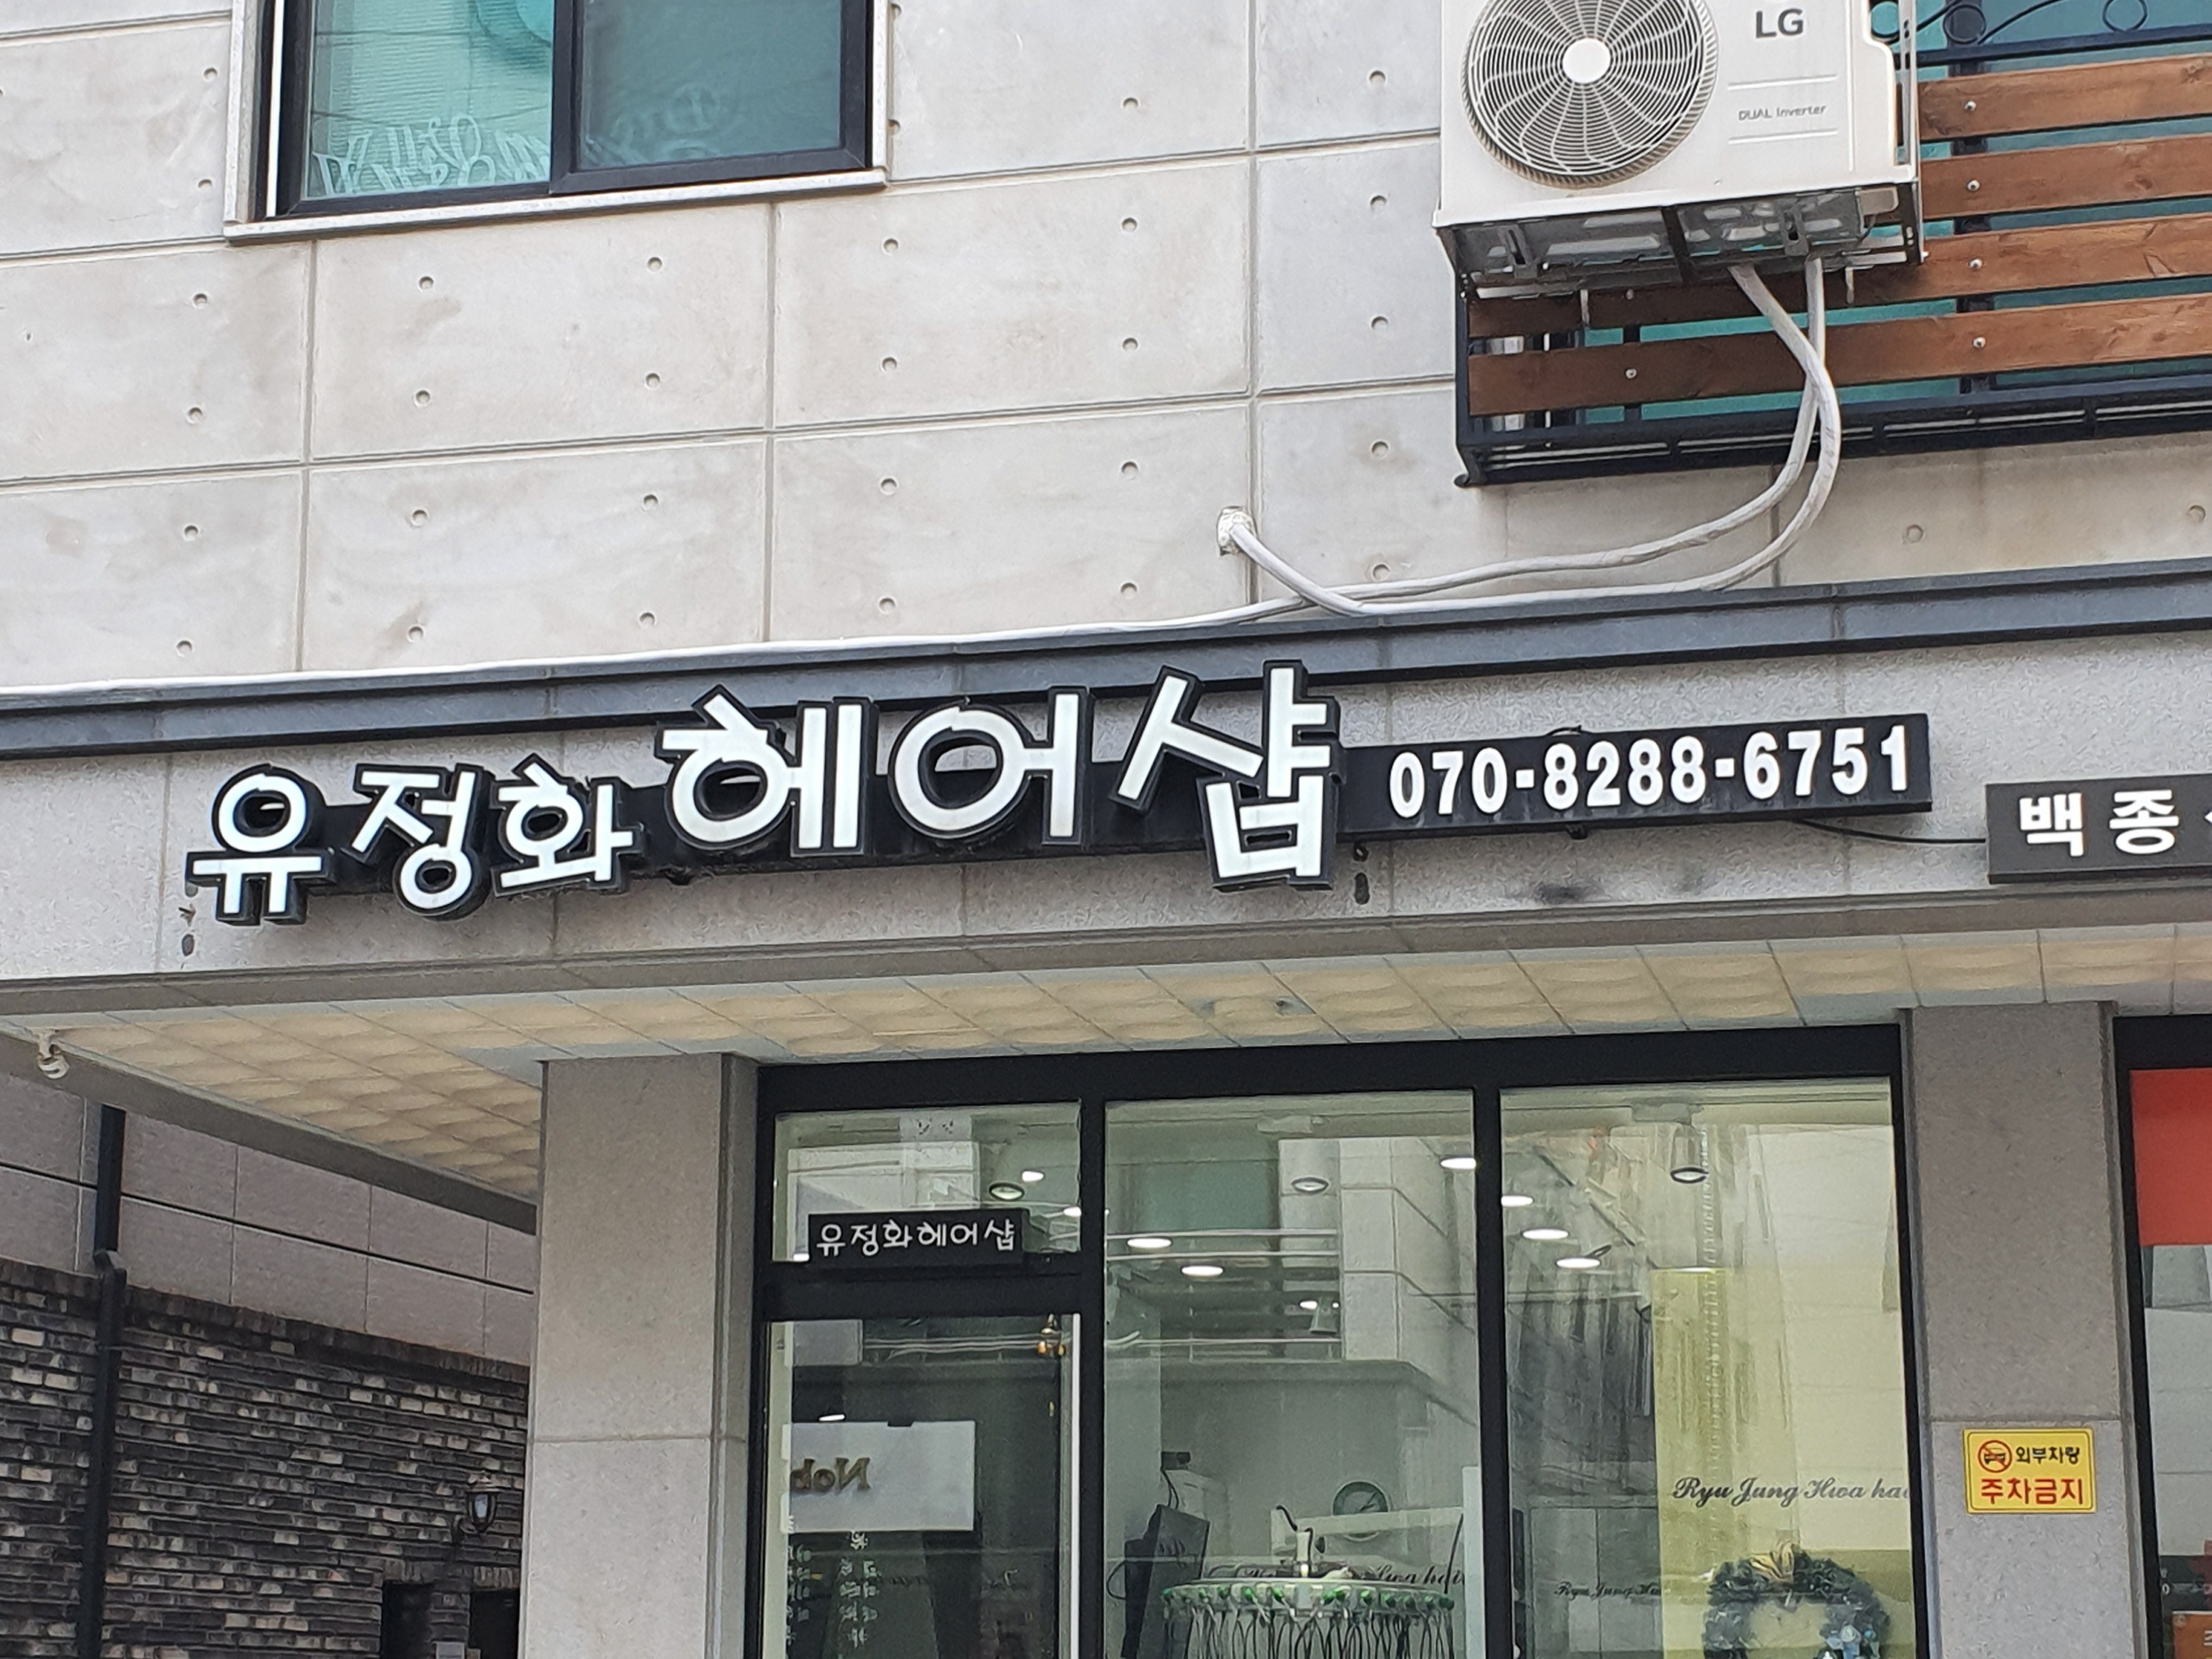 LG
DUAL Inverter
유정화헤어샵 070-8288-6751
백종
유정화헤어샵
외부차량
주차금지
Ryu Jung Hwa hai